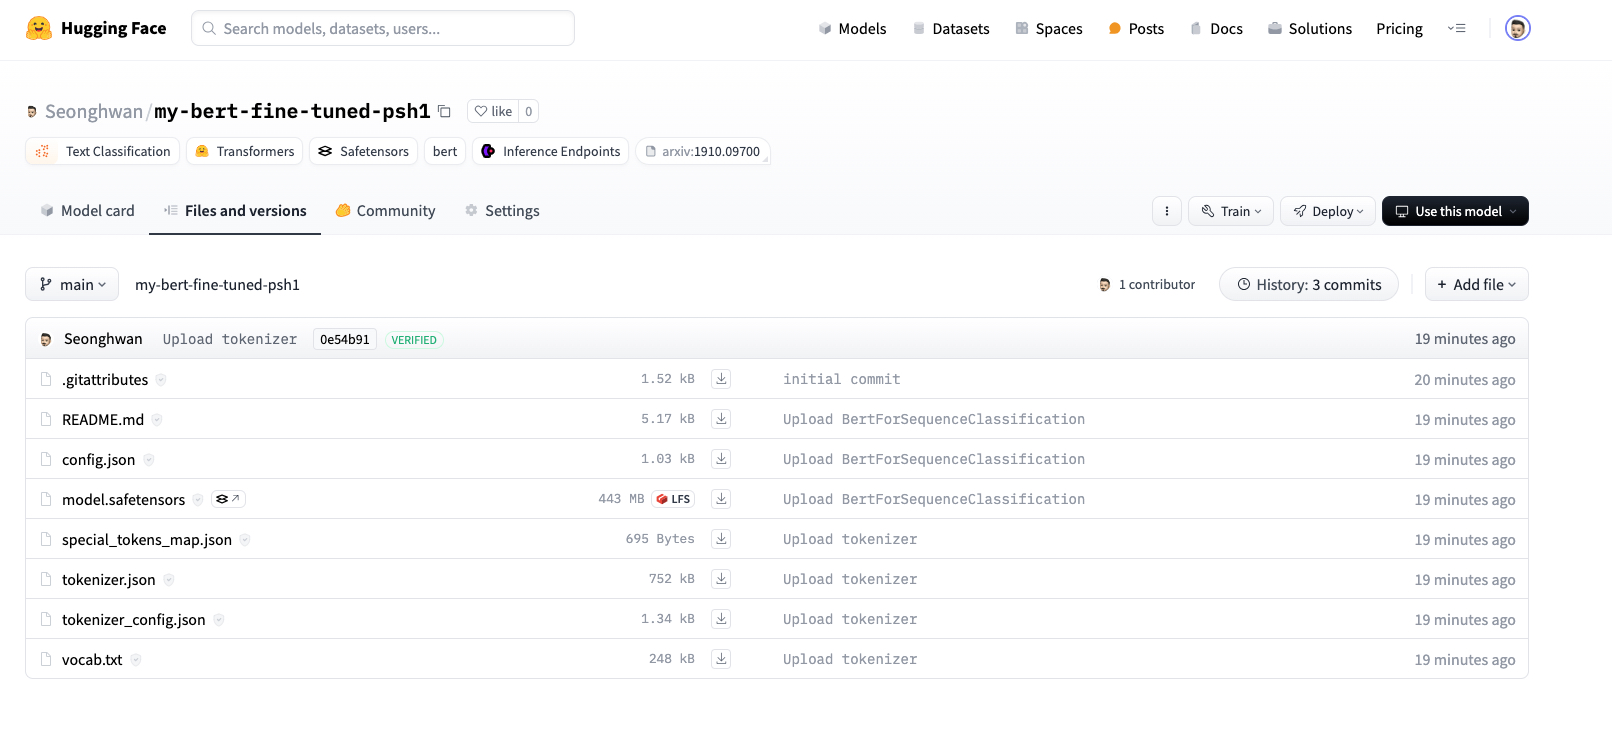 Hugging Face Search models, datasets, users... Models Datasets Spaces Posts Docs Solutions Pricing
Seonghwan/my-bert-fine-tuned-psh1 like 0
Text Classification Transformers Safetensors bert Inference Endpoints arxiv:1910.09700
Model card Files and versions Community Settings Train Deploy Use this model
main my-bert-fine-tuned-psh1 1 contributor History: 3 commits + Add file
Seonghwan Upload tokenizer 0e54b91 VERIFIED 19 minutes ago
.gitattributes 1.52 kB initial commit 20 minutes ago
README.md 5.17 kB Upload BertForSequenceClassification 19 minutes ago
config.json 1.03 kB Upload BertForSequenceClassification 19 minutes ago
model.safetensors 443 MB LFS Upload BertForSequenceClassification 19 minutes ago
special_tokens_map.json 695 Bytes Upload tokenizer 19 minutes ago
tokenizer.json 752 kB Upload tokenizer 19 minutes ago
tokenizer_config.json 1.34 kB Upload tokenizer 19 minutes ago
vocab.txt 248 kB Upload tokenizer 19 minutes ago